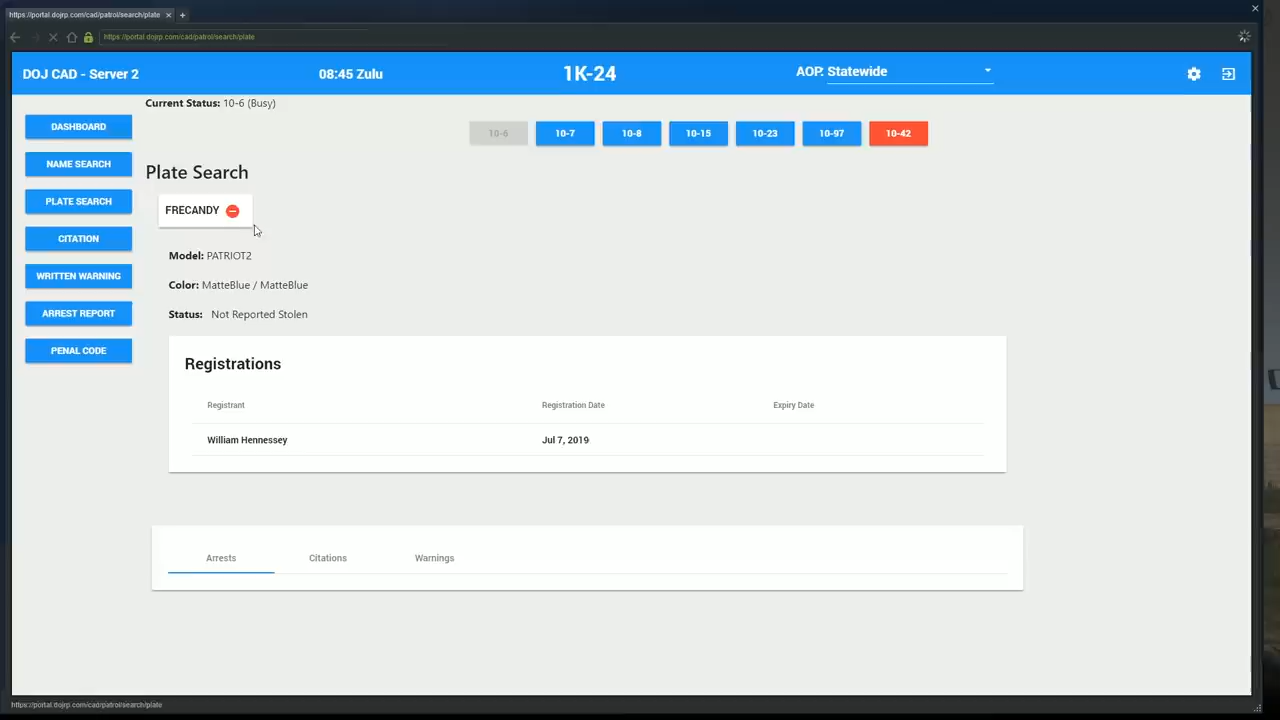 https://portal.dojrp.com/cad/patrol/search/plate
https://portal.dojrp.com/cad/patrol/search/plate
DOJ CAD - Server 2
08:45 Zulu
1K-24
AOP: Statewide
Current Status: 10-6 (Busy)
10-6 10-7 10-8 10-15 10-23 10-97 10-42
DASHBOARD
NAME SEARCH
PLATE SEARCH
CITATION
WRITTEN WARNING
ARREST REPORT
PENAL CODE
Plate Search
FRECANDY
Model: PATRIOT2
Color: MatteBlue / MatteBlue
Status: Not Reported Stolen
Registrations
Registrant Registration Date Expiry Date
William Hennessey Jul 7, 2019
Arrests Citations Warnings
https://portal.dojrp.com/cad/patrol/search/plate